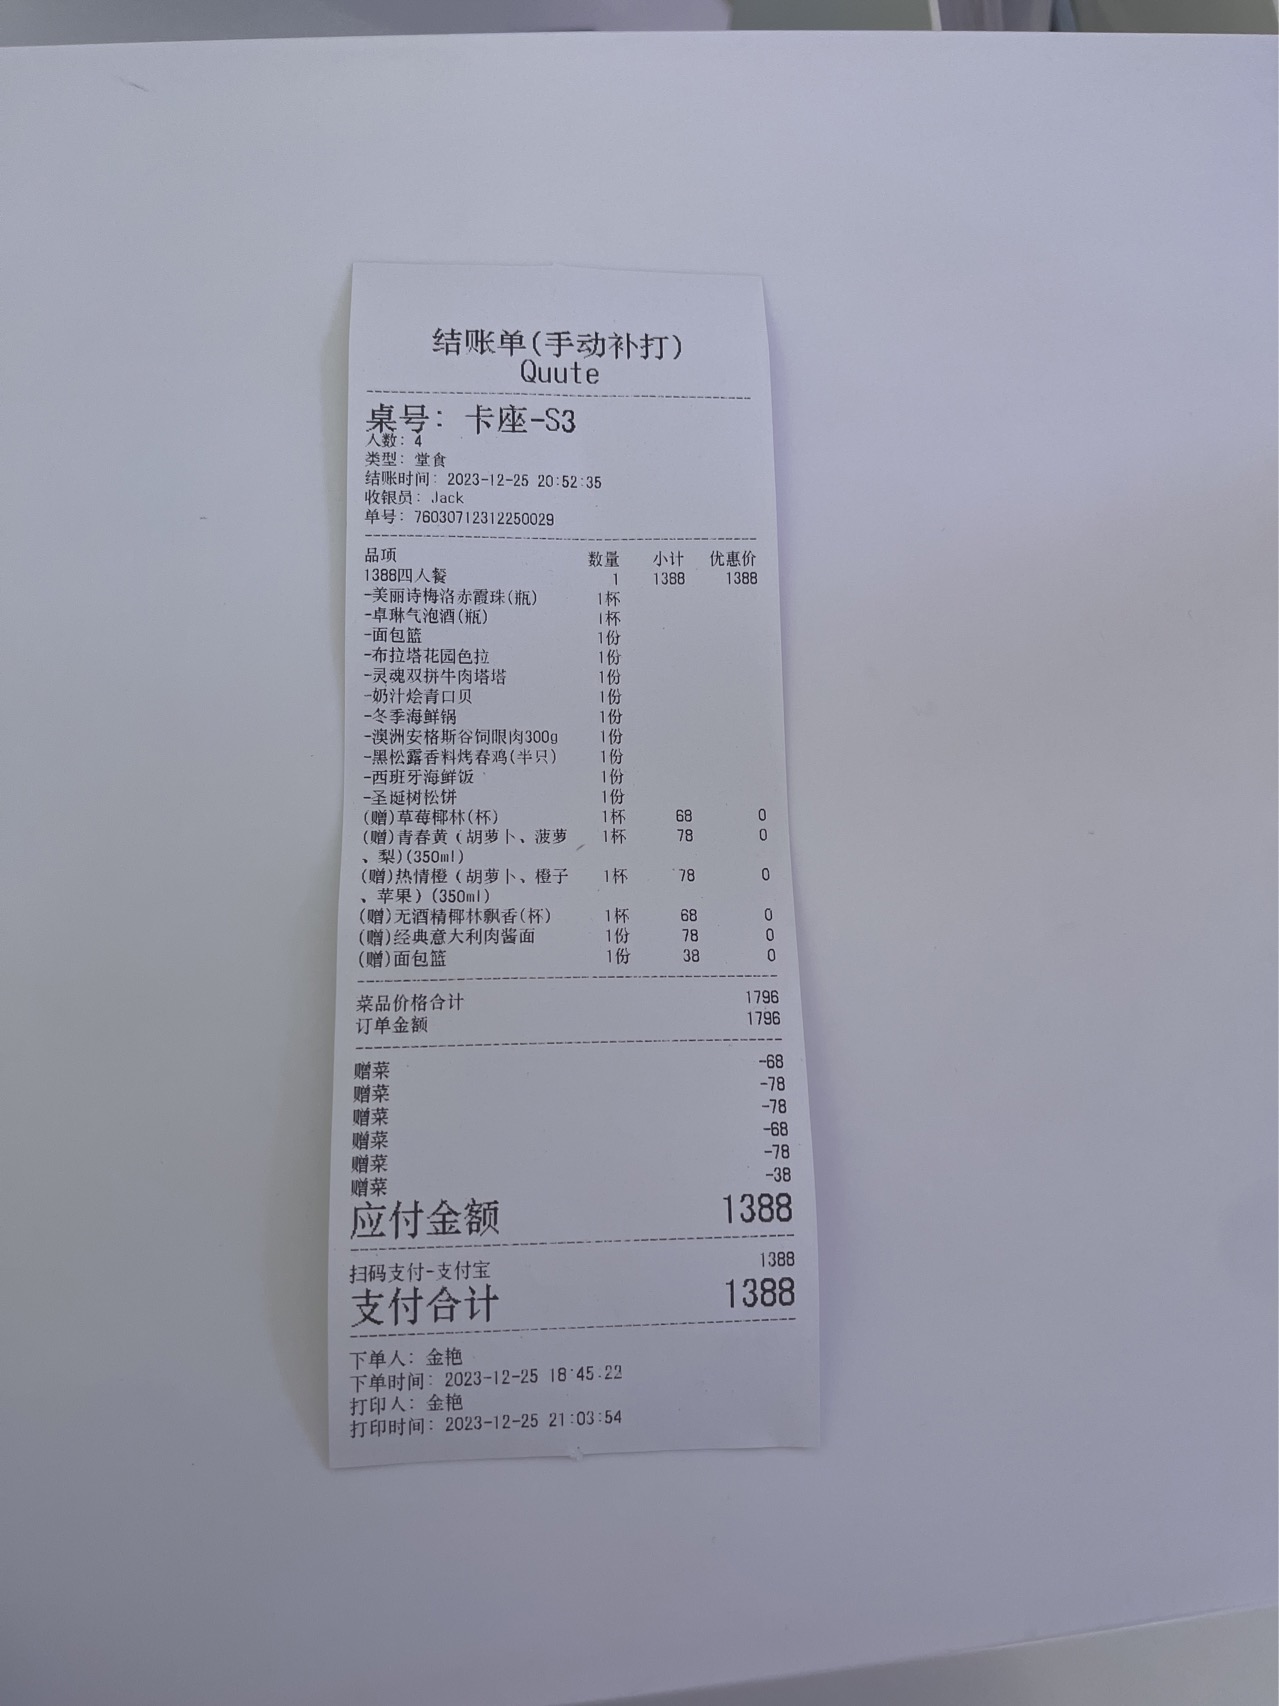 结账单(手动补打)
Quute
桌号: 卡座-S3
人数: 4
类型: 堂食
结账时间: 2023-12-25 20:52:35
收银员: Jack
单号: 76030712312250029
品项 数量 小计 优惠价
1388四人餐 1 1388 1388
-美丽诗梅洛赤霞珠(瓶) 1杯
-卓琳气泡酒(瓶) 1杯
-面包篮 1份
-布拉塔花园色拉 1份
-灵魂双拼牛肉塔塔 1份
-奶汁烩青口贝 1份
-冬季海鲜锅 1份
-澳洲安格斯谷饲眼肉300g 1份
-黑松露香料烤春鸡(半只) 1份
-西班牙海鲜饭 1份
-圣诞树松饼 1份
(赠)草莓椰林(杯) 1杯 68 0
(赠)青春黄（胡萝卜、菠萝 1杯 78 0
、梨)(350ml)
(赠)热情橙（胡萝卜、橙子 1杯 78 0
、苹果）(350ml)
(赠)无酒精椰林飘香(杯) 1杯 68 0
(赠)经典意大利肉酱面 1份 78 0
(赠)面包篮 1份 38 0
菜品价格合计 1796
订单金额 1796
赠菜 -68
赠菜 -78
赠菜 -78
赠菜 -68
赠菜 -78
赠菜 -38
应付金额 1388
扫码支付-支付宝 1388
支付合计 1388
下单人: 金艳
下单时间: 2023-12-25 18:45:22
打印人: 金艳
打印时间: 2023-12-25 21:03:54